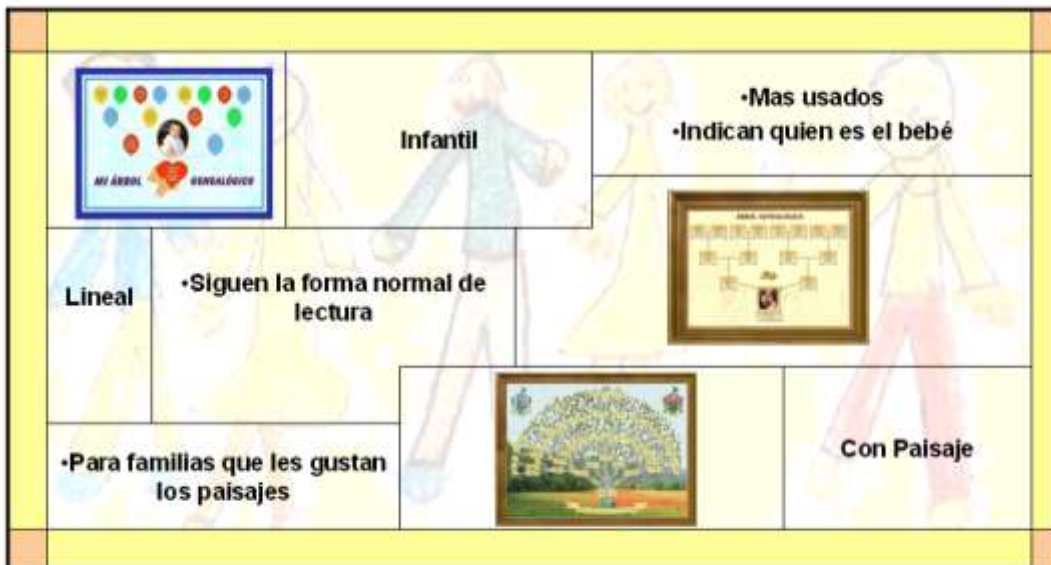 MI ÁRBOL GENEALÓGICO
Infantil
•Mas usados
•Indican quien es el bebé
Lineal
•Siguen la forma normal de
lectura
•Para familias que les gustan
los paisajes
Con Paisaje